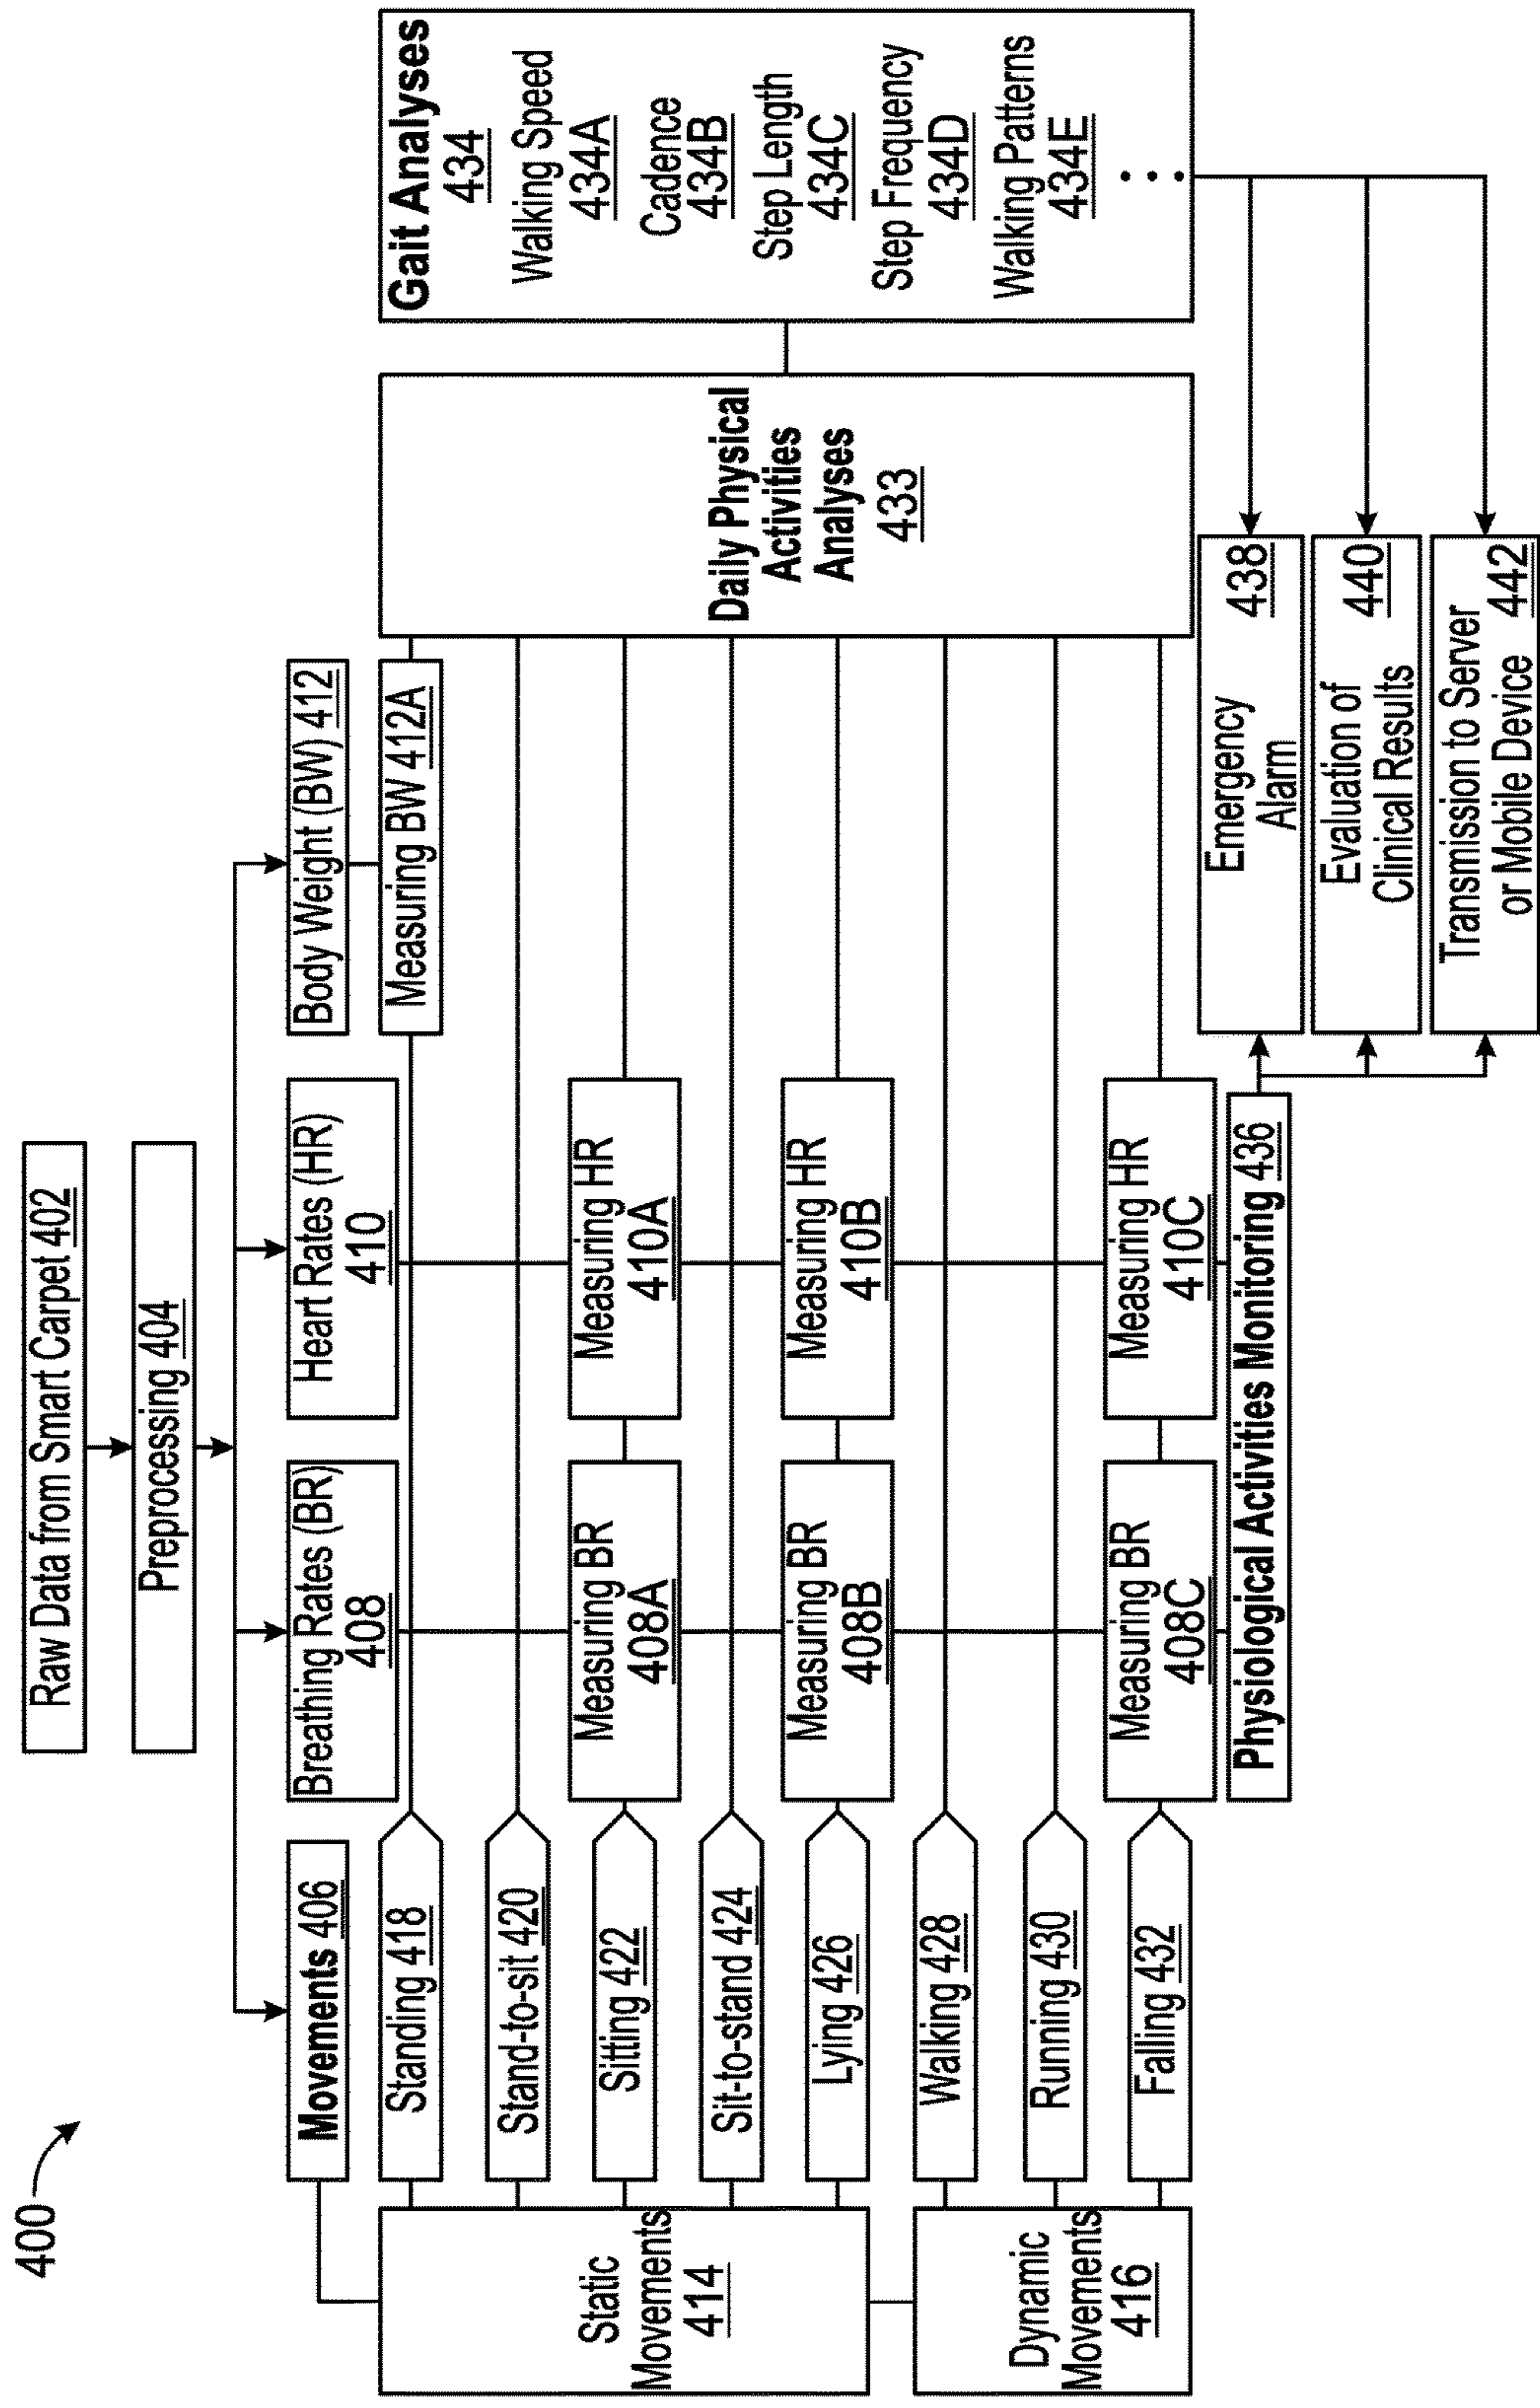 400
Raw Data from Smart Carpet 402
Preprocessing 404
Movements 406
Breathing Rates (BR)
408
Heart Rates (HR)
410
Body Weight (BW) 412
Static
Movements
414
Dynamic
Movements
416
Standing 418
Measuring BW 412A
Stand-to-sit 420
Sitting 422
Measuring BR
408A
Measuring HR
410A
Sit-to-stand 424
Lying 426
Measuring BR
408B
Measuring HR
410B
Walking 428
Running 430
Falling 432
Measuring BR
408C
Measuring HR
410C
Daily Physical
Activities
Analyses
433
Gait Analyses
434
Walking Speed
434A
Cadence
434B
Step Length
434C
Step Frequency
434D
Walking Patterns
434E
Physiological Activities Monitoring 436
Emergency
Alarm
438
Evaluation of
Clinical Results
440
Transmission to Server
or Mobile Device 442